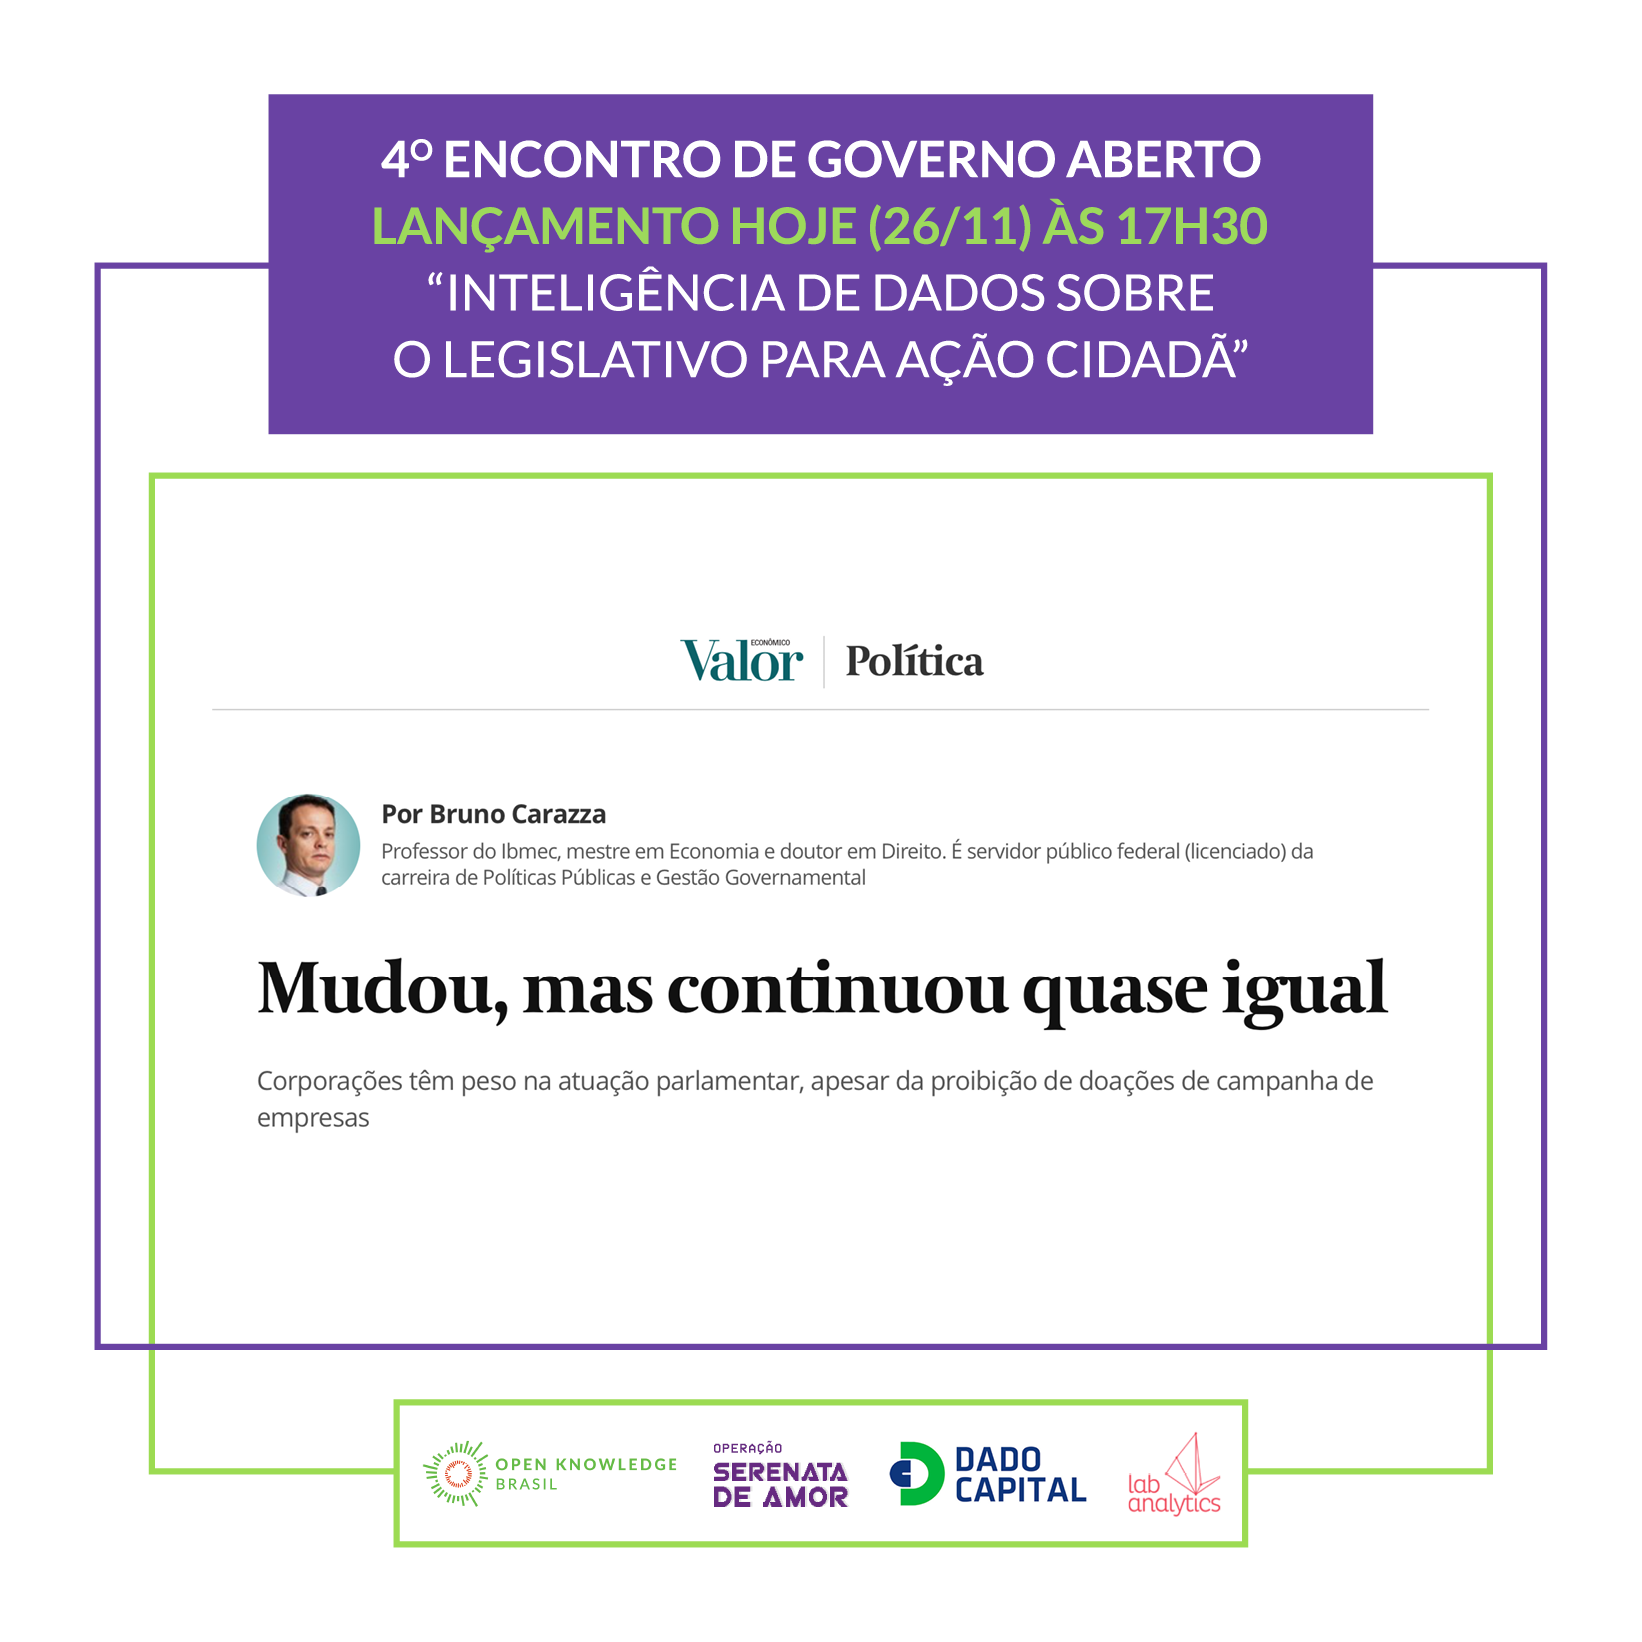 4º ENCONTRO DE GOVERNO ABERTO
LANÇAMENTO HOJE (26/11) ÀS 17H30
“INTELIGÊNCIA DE DADOS SOBRE
O LEGISLATIVO PARA AÇÃO CIDADÔ
Valor ECONÔMICO | Política
Por Bruno Carazza
Professor do Ibmec, mestre em Economia e doutor em Direito. É servidor público federal (licenciado) da
carreira de Políticas Públicas e Gestão Governamental
Mudou, mas continuou quase igual
Corporações têm peso na atuação parlamentar, apesar da proibição de doações de campanha de
empresas
OPEN KNOWLEDGE
BRASIL
OPERAÇÃO
SERENATA
DE AMOR
DADO
CAPITAL
lab
analytics